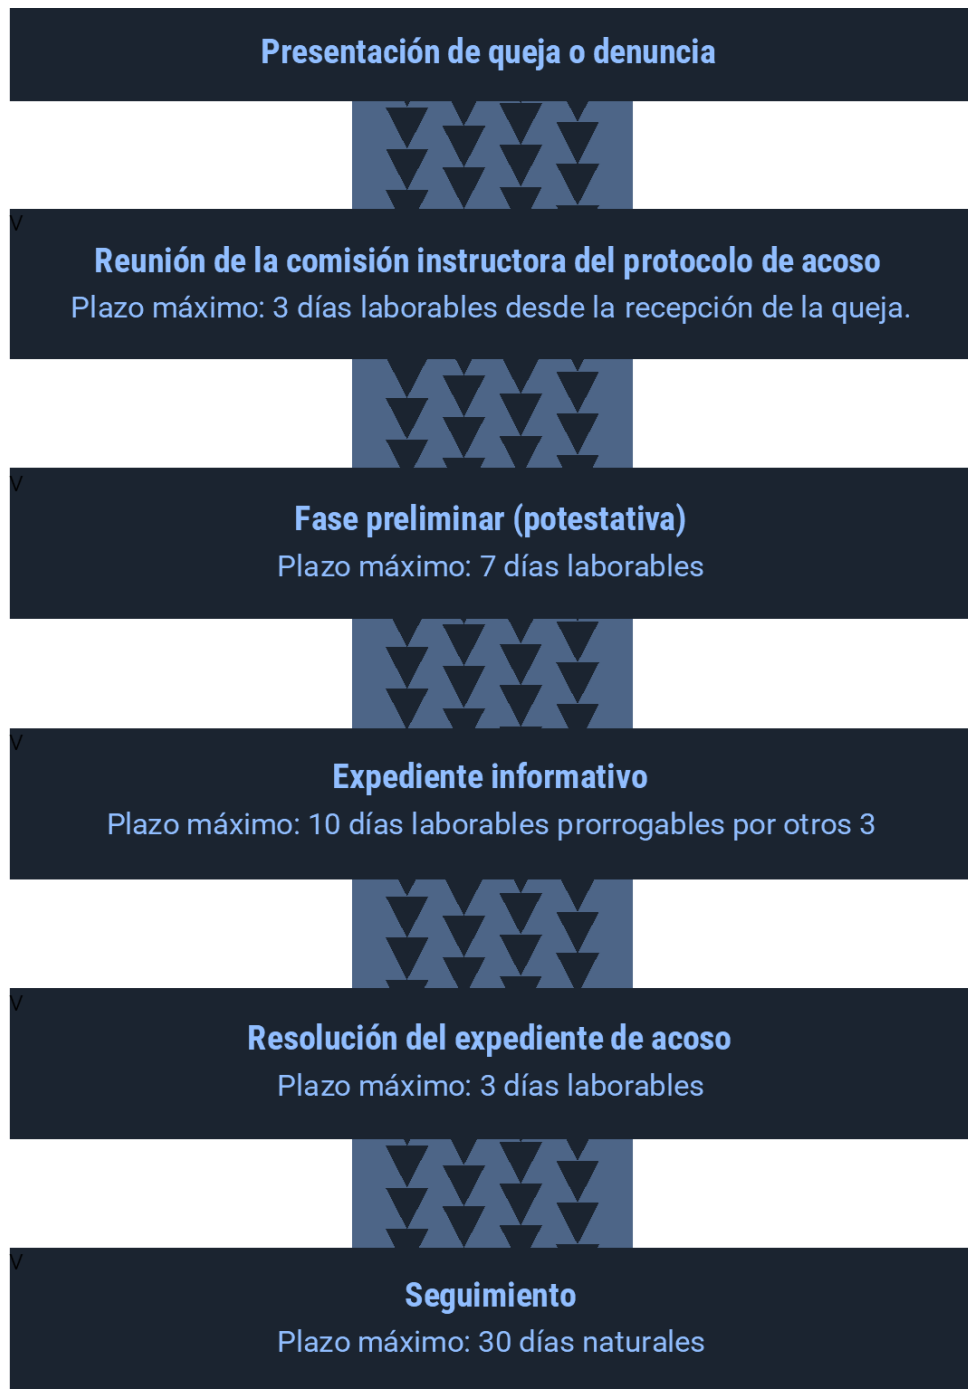 Presentación de queja o denuncia
V
Reunión de la comisión instructora del protocolo de acoso
Plazo máximo: 3 días laborables desde la recepción de la queja.
V
Fase preliminar (potestativa)
Plazo máximo: 7 días laborables
V
Expediente informativo
Plazo máximo: 10 días laborables prorrogables por otros 3
V
Resolución del expediente de acoso
Plazo máximo: 3 días laborables
V
Seguimiento
Plazo máximo: 30 días naturales